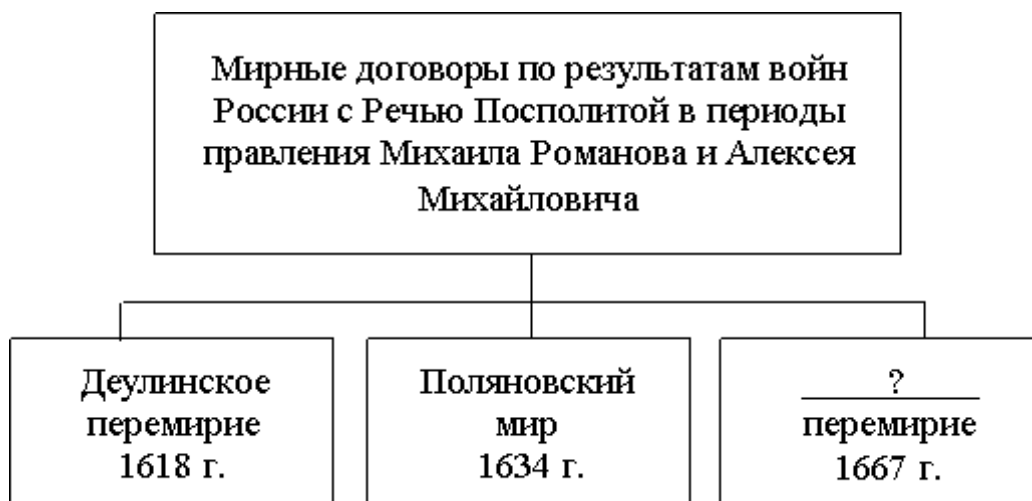 Мирные договоры по результатам войн
России с Речью Посполитой в периоды
правления Михаила Романова и Алексея
Михайловича
Деулинское
перемирие
1618 г.
Поляновский
мир
1634 г.
?
перемирие
1667 г.